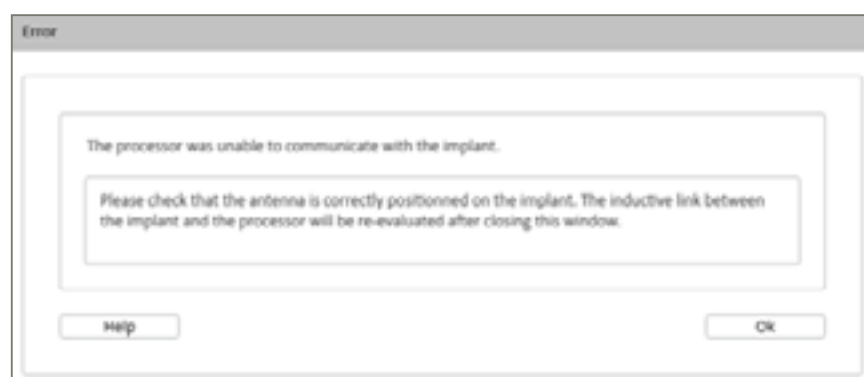 Error
The processor was unable to communicate with the implant.
Please check that the antenna is correctly positionned on the implant. The inductive link between
the implant and the processor will be re-evaluated after closing this window.
Help
Ok